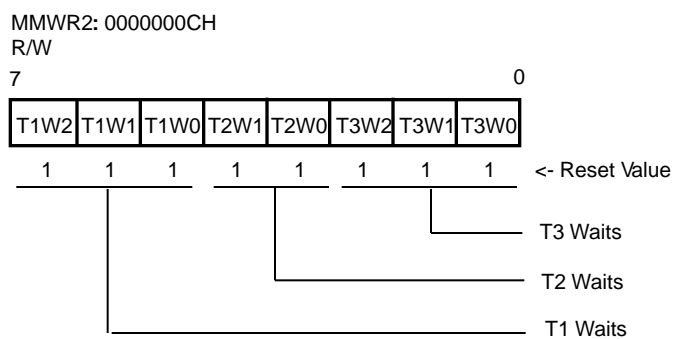 MMWR2: 0000000CH
R/W
7 0
T1W2 T1W1 T1W0 T2W1 T2W0 T3W2 T3W1 T3W0
1 1 1 1 1 1 1 1 <- Reset Value
T3 Waits
T2 Waits
T1 Waits